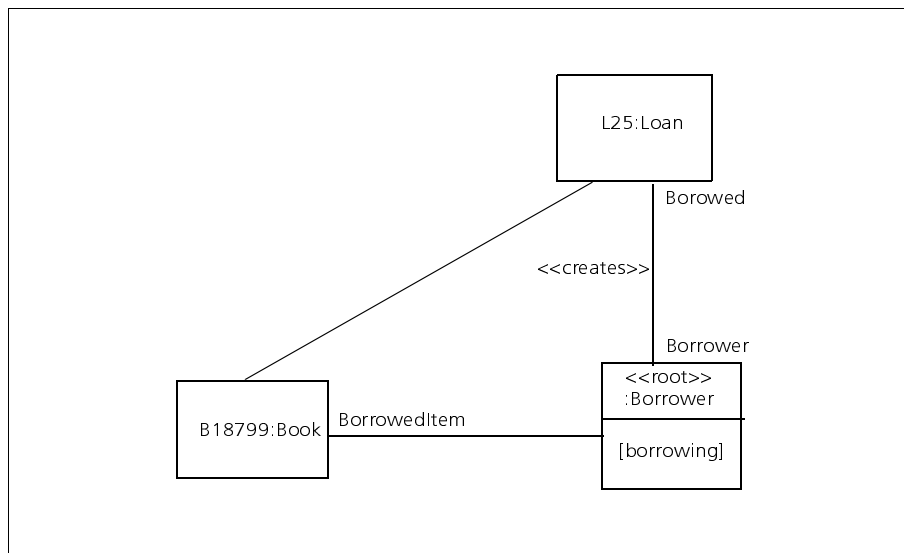 L25:Loan
Borowed
<<creates>>
Borrower
<<root>>
:Borrower
BorrowedItem
B18799:Book
[borrowing]